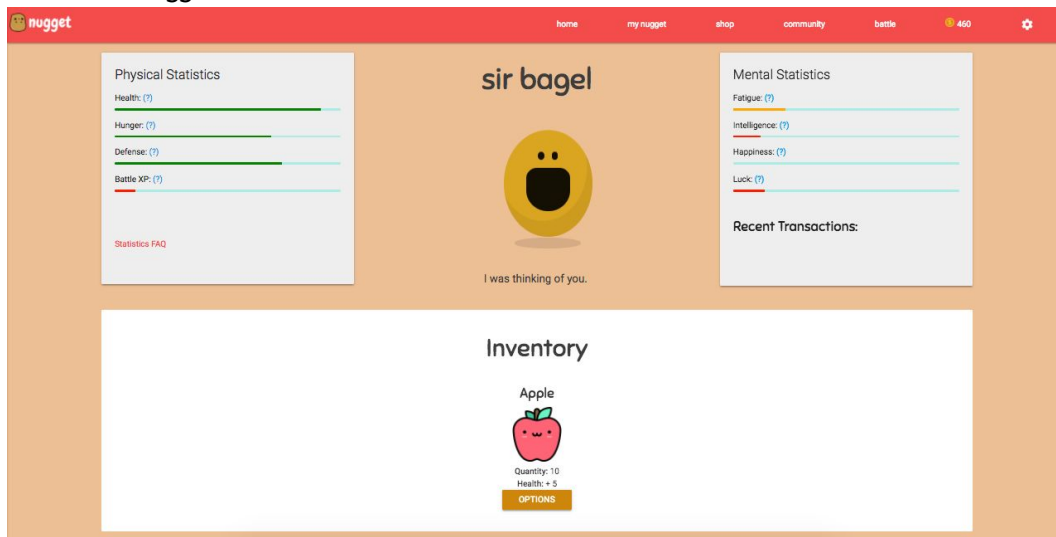 nugget
home
my nugget
shop
community
battle
460
Physical Statistics
Health: (?)
Hunger: (?)
Defense: (?)
Battle XP: (?)
Statistics FAQ
sir bagel
I was thinking of you.
Mental Statistics
Fatigue: (?)
Intelligence: (?)
Happiness: (?)
Luck: (?)
Recent Transactions:
Inventory
Apple
Quantity: 10
Health: + 5
OPTIONS